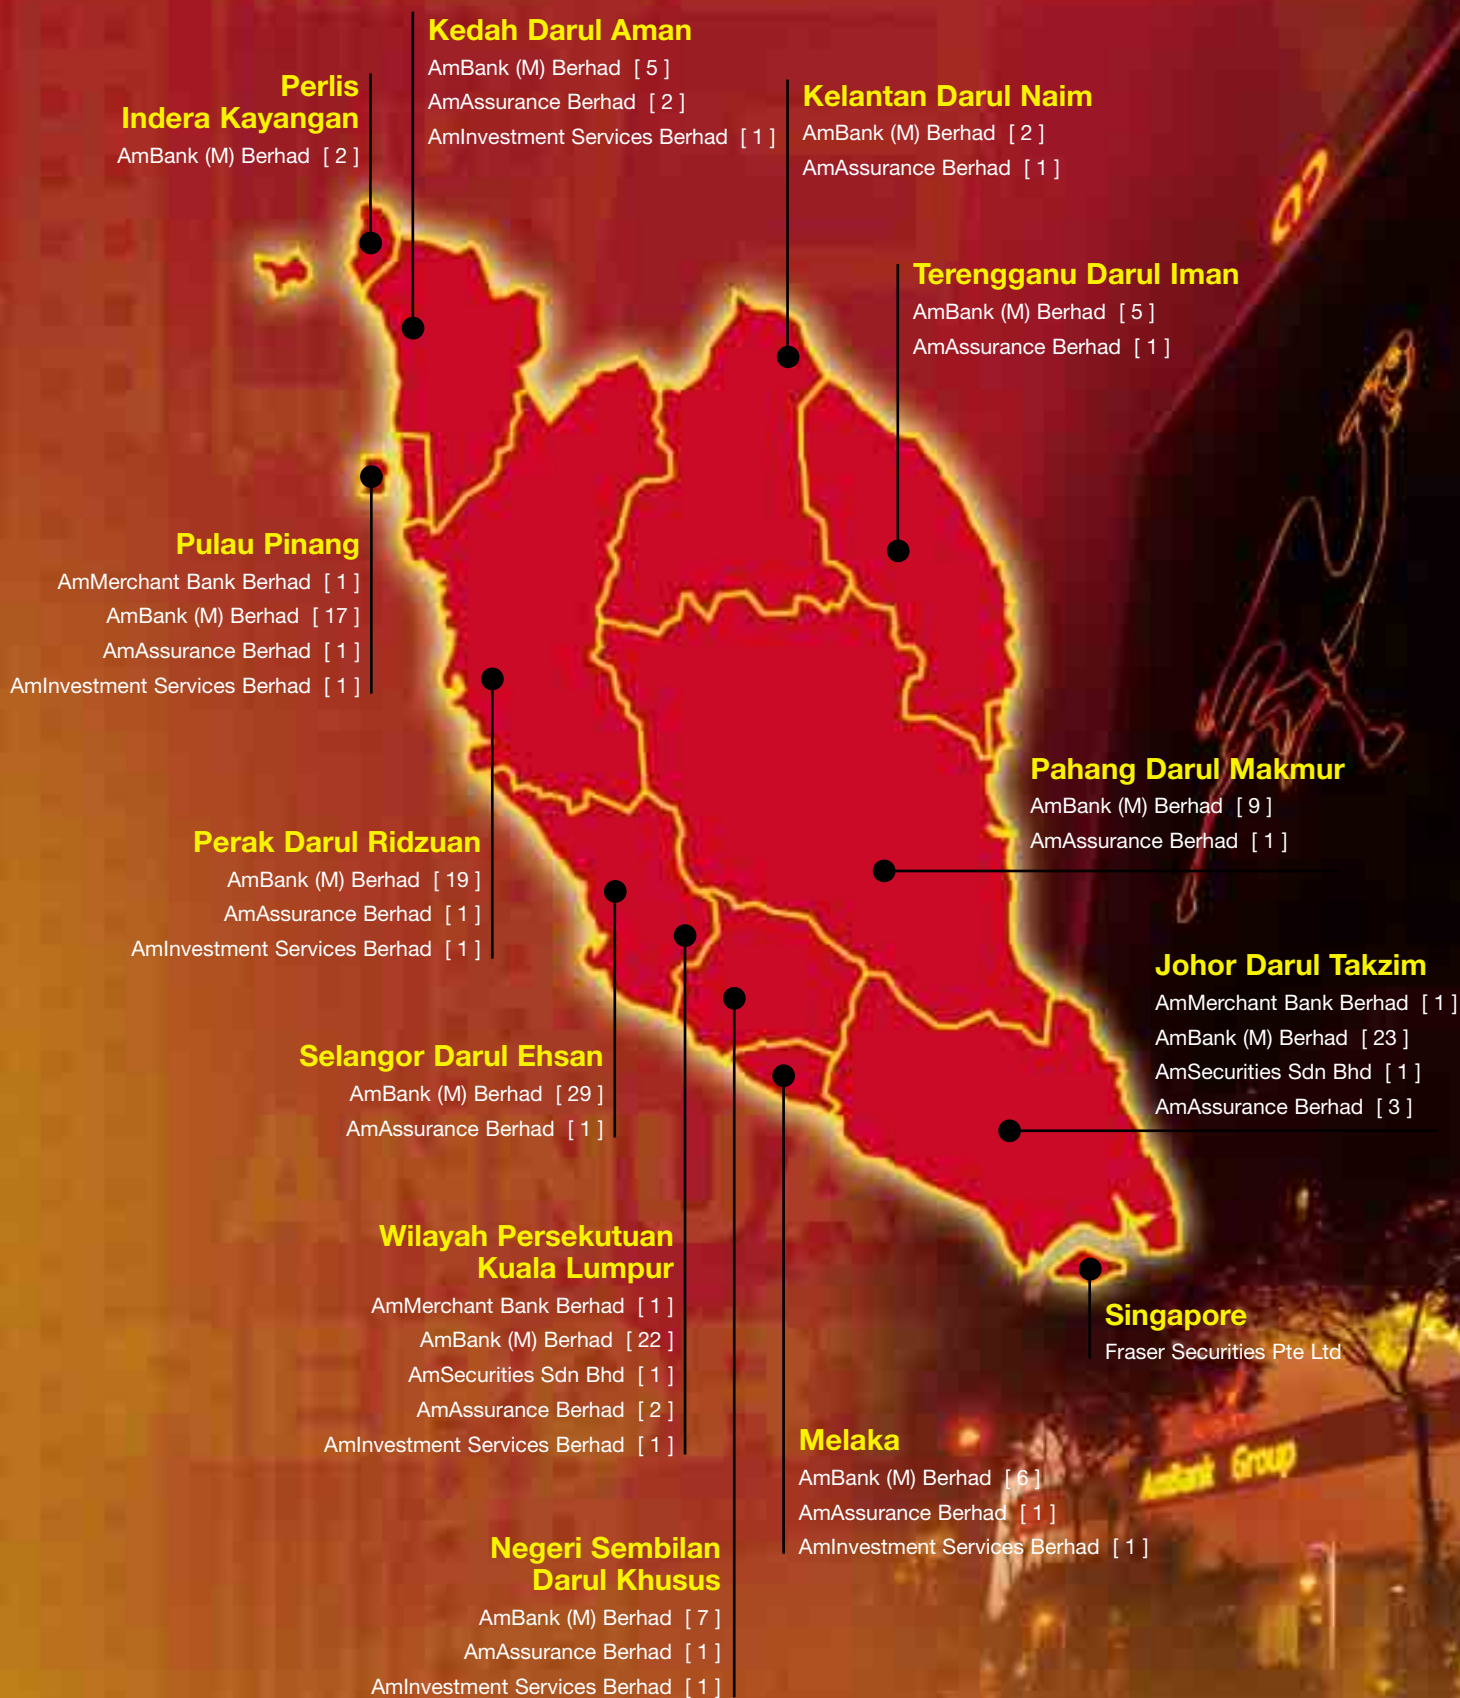 Kedah Darul Aman
AmBank (M) Berhad [ 5 ]
AmAssurance Berhad [ 2 ]
AmInvestment Services Berhad [ 1 ]
Perlis
Indera Kayangan
AmBank (M) Berhad [ 2 ]
Kelantan Darul Naim
AmBank (M) Berhad [ 2 ]
AmAssurance Berhad [ 1 ]
Terengganu Darul Iman
AmBank (M) Berhad [ 5 ]
AmAssurance Berhad [ 1 ]
Pulau Pinang
AmMerchant Bank Berhad [ 1 ]
AmBank (M) Berhad [ 17 ]
AmAssurance Berhad [ 1 ]
AmInvestment Services Berhad [ 1 ]
Pahang Darul Makmur
AmBank (M) Berhad [ 9 ]
AmAssurance Berhad [ 1 ]
Perak Darul Ridzuan
AmBank (M) Berhad [ 19 ]
AmAssurance Berhad [ 1 ]
AmInvestment Services Berhad [ 1 ]
Johor Darul Takzim
AmMerchant Bank Berhad [ 1 ]
AmBank (M) Berhad [ 23 ]
AmSecurities Sdn Bhd [ 1 ]
AmAssurance Berhad [ 3 ]
Selangor Darul Ehsan
AmBank (M) Berhad [ 29 ]
AmAssurance Berhad [ 1 ]
Wilayah Persekutuan
Kuala Lumpur
AmMerchant Bank Berhad [ 1 ]
AmBank (M) Berhad [ 22 ]
AmSecurities Sdn Bhd [ 1 ]
AmAssurance Berhad [ 2 ]
AmInvestment Services Berhad [ 1 ]
Singapore
Fraser Securities Pte Ltd
Melaka
AmBank (M) Berhad [ 6 ]
AmAssurance Berhad [ 1 ]
AmInvestment Services Berhad [ 1 ]
AmBank Group
Negeri Sembilan
Darul Khusus
AmBank (M) Berhad [ 7 ]
AmAssurance Berhad [ 1 ]
AmInvestment Services Berhad [ 1 ]